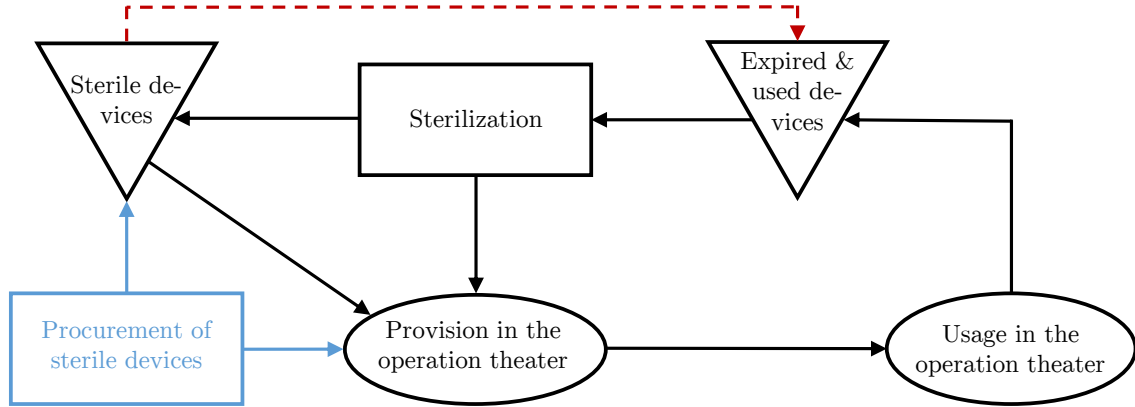 Sterile de-
vices
Sterilization
Expired &
used de-
vices
Procurement of
sterile devices
Provision in the
operation theater
Usage in the
operation theater